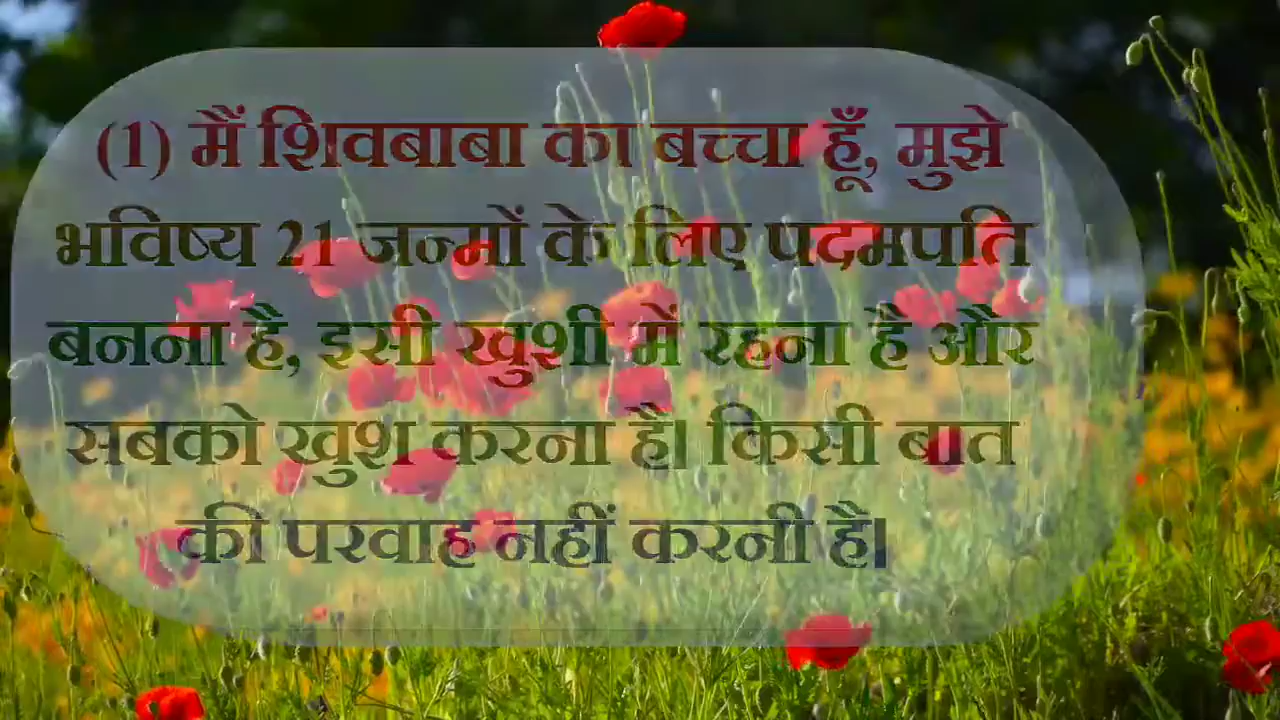 (1) मैं शिवबाबा का बच्चा हूँ, मुझे
भविष्य 21 जन्मों के लिए पदमपति
बनना है, इसी खुशी में रहना है और
सबको खुश करना है। किसी बात
की परवाह नहीं करनी है।